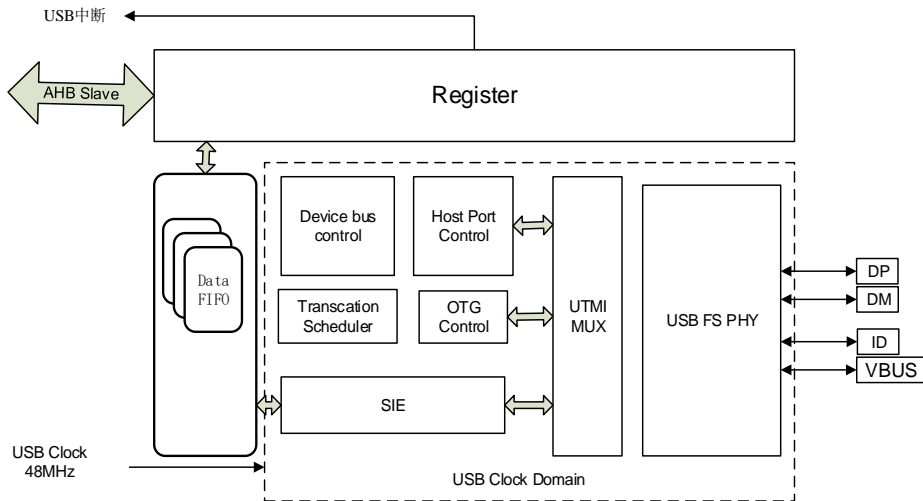 USB中断
AHB Slave
Register
Device bus
control
Host Port
Control
Data
FIFO
Transcation
Scheduler
OTG
Control
UTMI
MUX
USB FS PHY
DP
DM
ID
VBUS
SIE
USB Clock
48MHz
USB Clock Domain